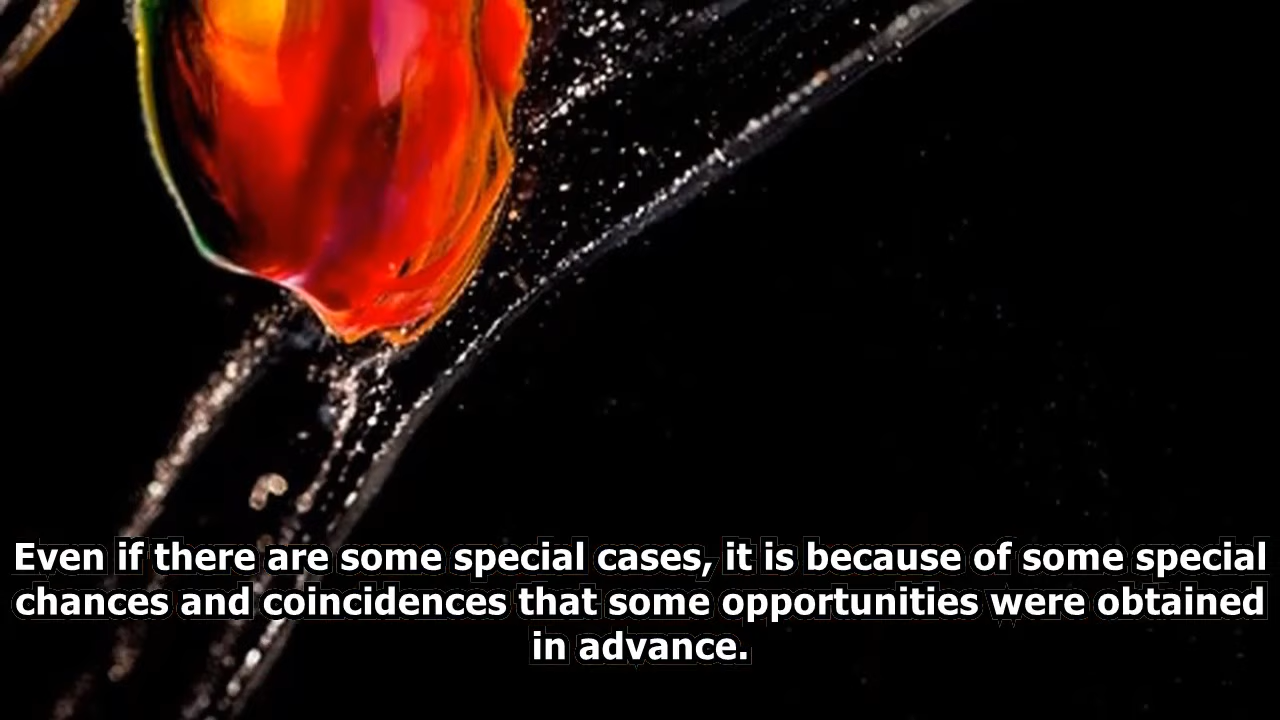 Even if there are some special cases, it is because of some special
chances and coincidences that some opportunities were obtained
in advance.